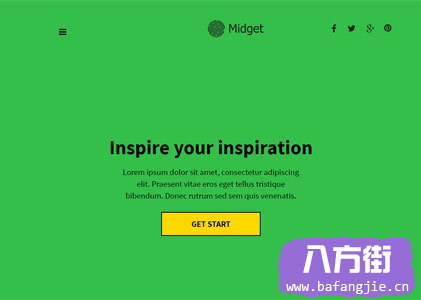 Midget
Inspire your inspiration
Lorem ipsum dolor sit amet, consectetur adipiscing
elit. Praesent vitae eros eget tellus tristique
bibendum. Donec rutrum sed sem quis venenatis.
GET START
八方街
www.bafangjie.cn